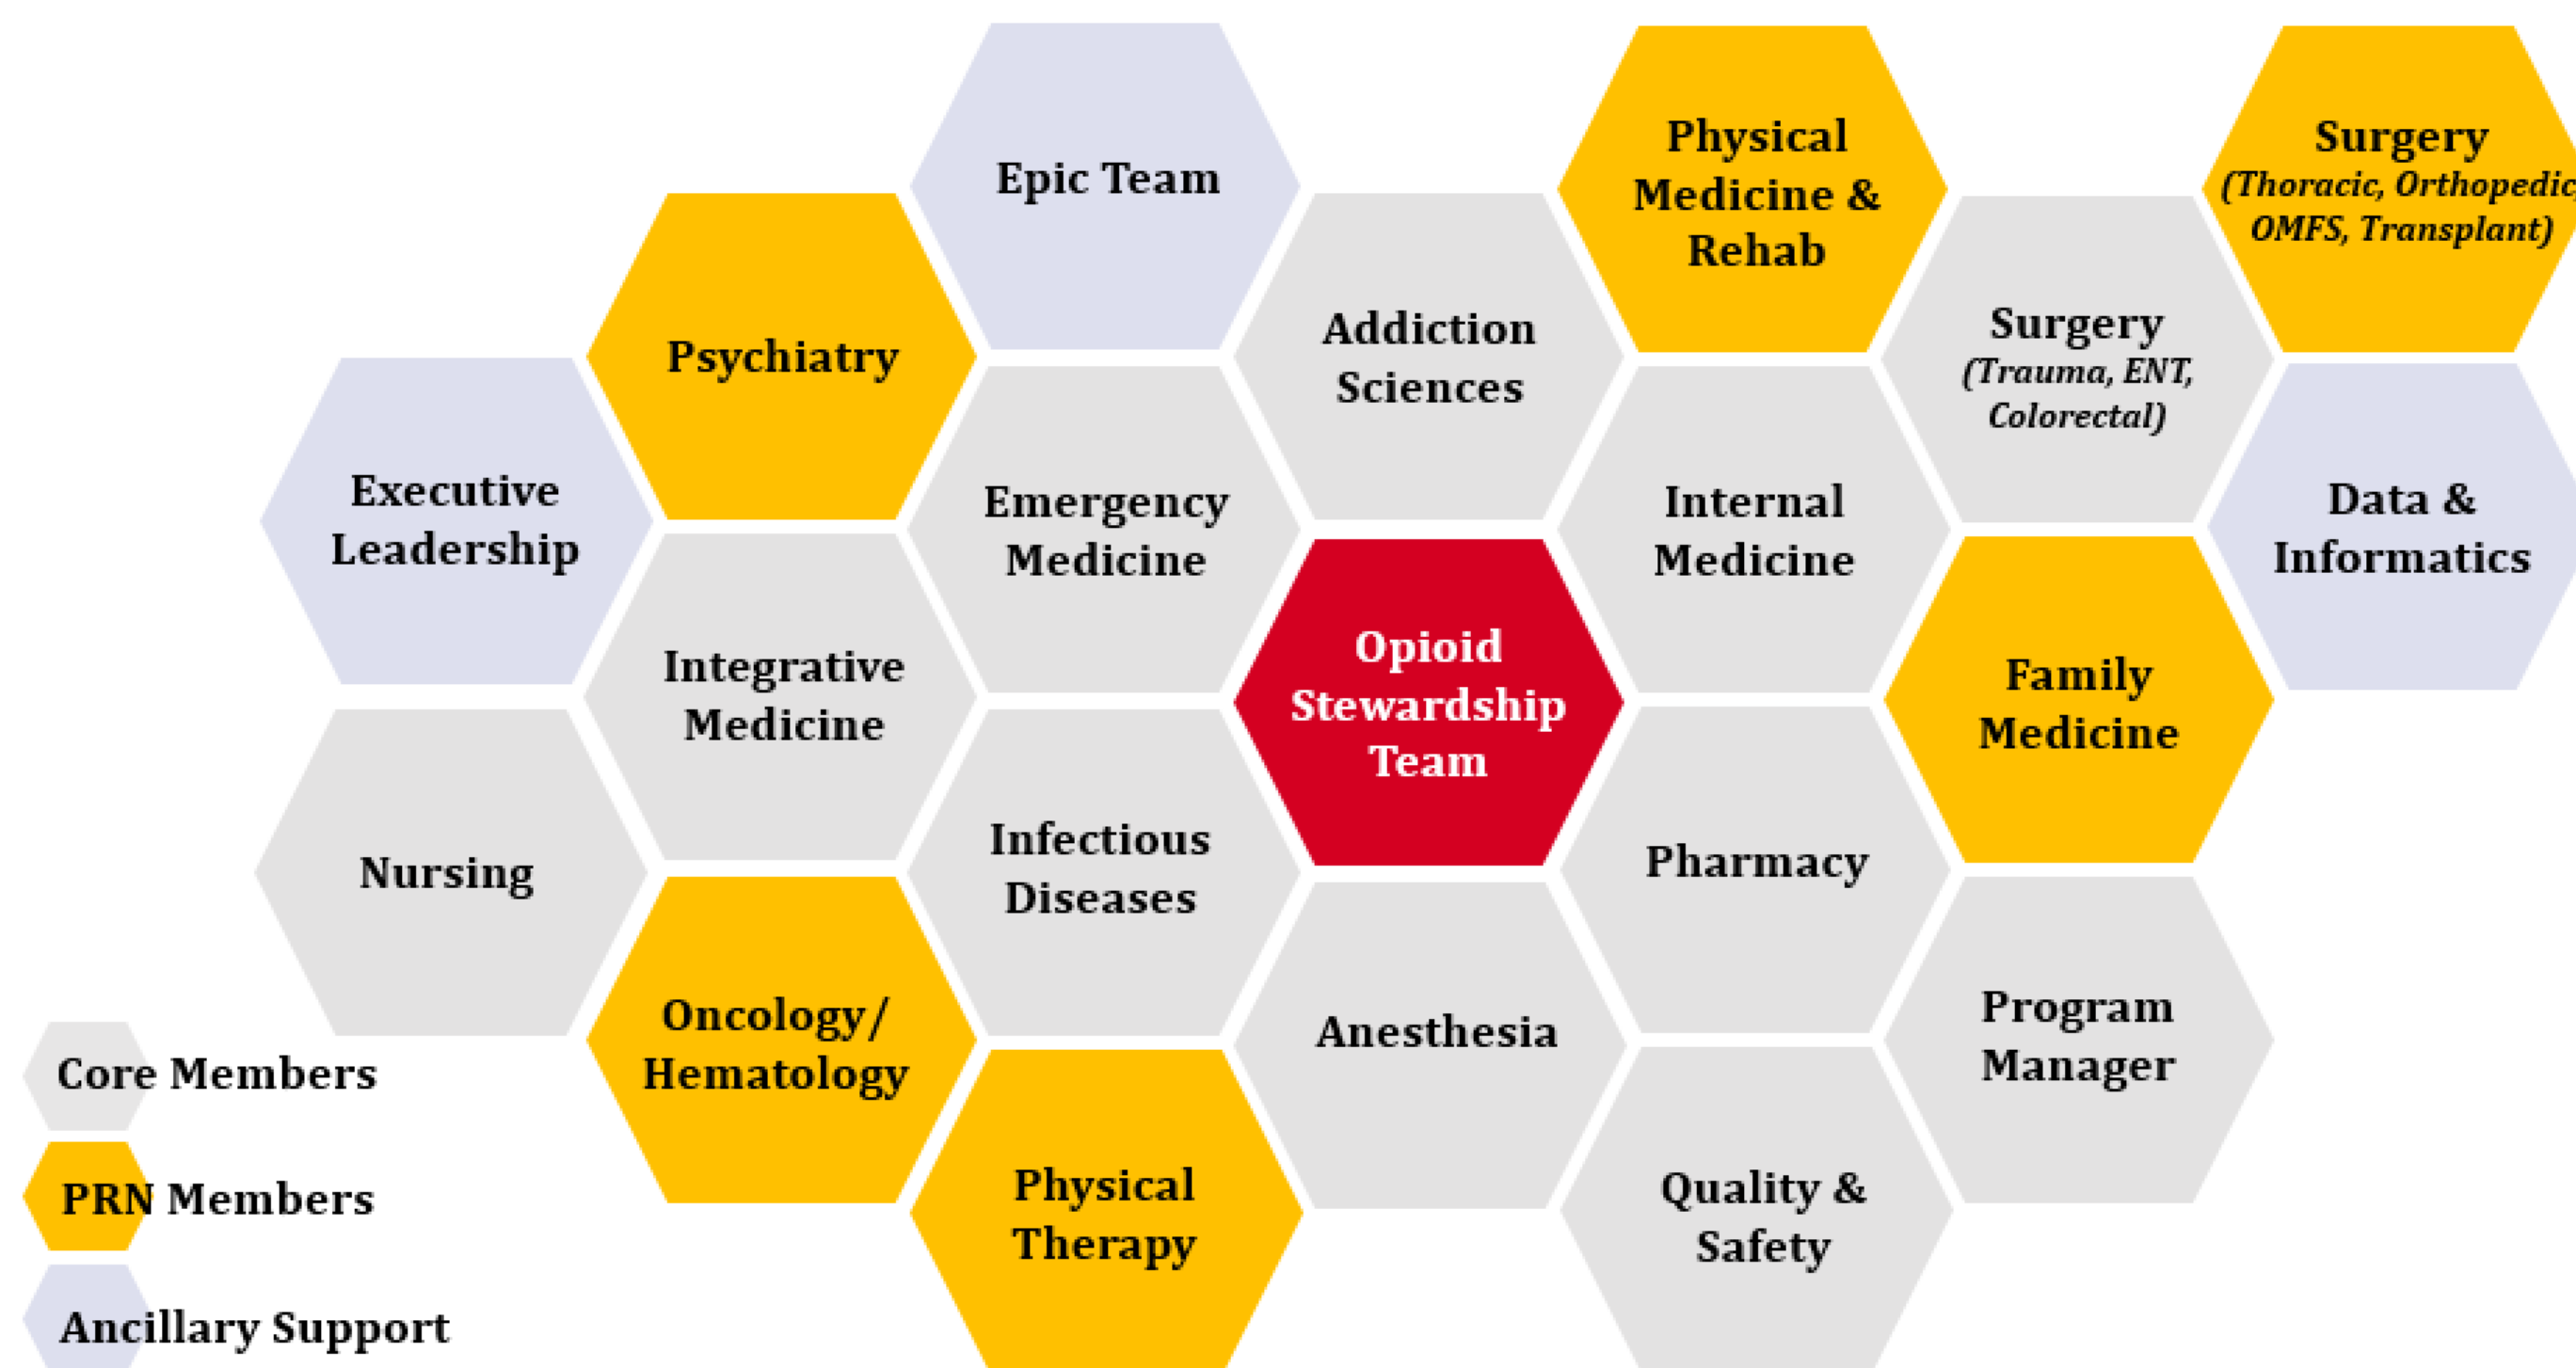 Epic Team
Physical
Medicine &
Rehab
Surgery
(Thoracic, Orthopedic,
OMFS, Transplant)
Psychiatry
Addiction
Sciences
Surgery
(Trauma, ENT,
Colorectal)
Executive
Leadership
Emergency
Medicine
Internal
Medicine
Data &
Informatics
Integrative
Medicine
Opioid
Stewardship
Team
Family
Medicine
Nursing
Infectious
Diseases
Pharmacy
Oncology/
Hematology
Anesthesia
Program
Manager
Physical
Therapy
Quality &
Safety
Core Members
PRN Members
Ancillary Support